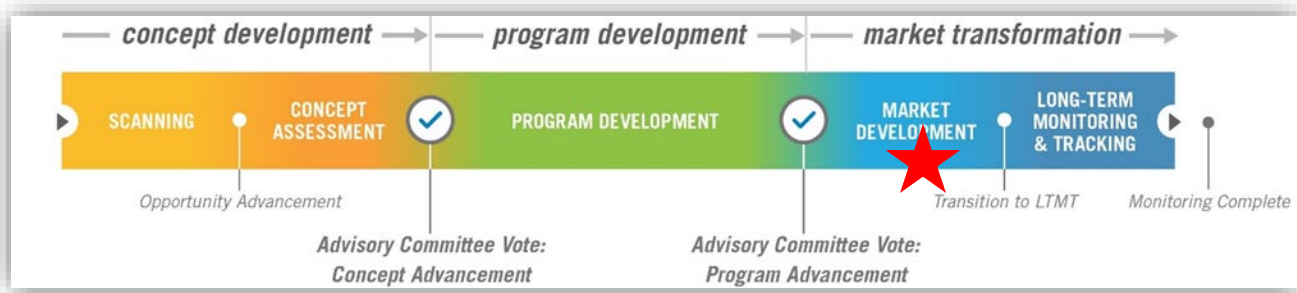 concept development
program development
market transformation
SCANNING
CONCEPT
ASSESSMENT
PROGRAM DEVELOPMENT
MARKET
DEVELOPMENT
LONG-TERM
MONITORING
& TRACKING
Opportunity Advancement
Transition to LTMT
Monitoring Complete
Advisory Committee Vote:
Concept Advancement
Advisory Committee Vote:
Program Advancement